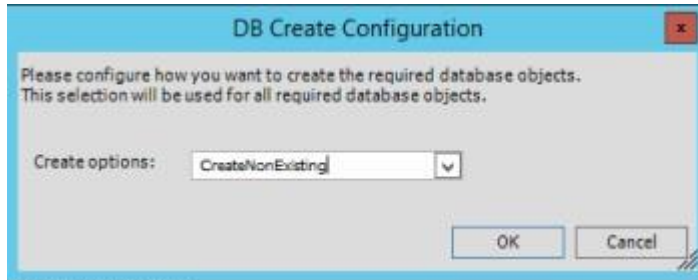 DB Create Configuration
x
Please configure how you want to create the required database objects.
This selection will be used for all required database objects.
Create options: CreateNonExisting
OK Cancel